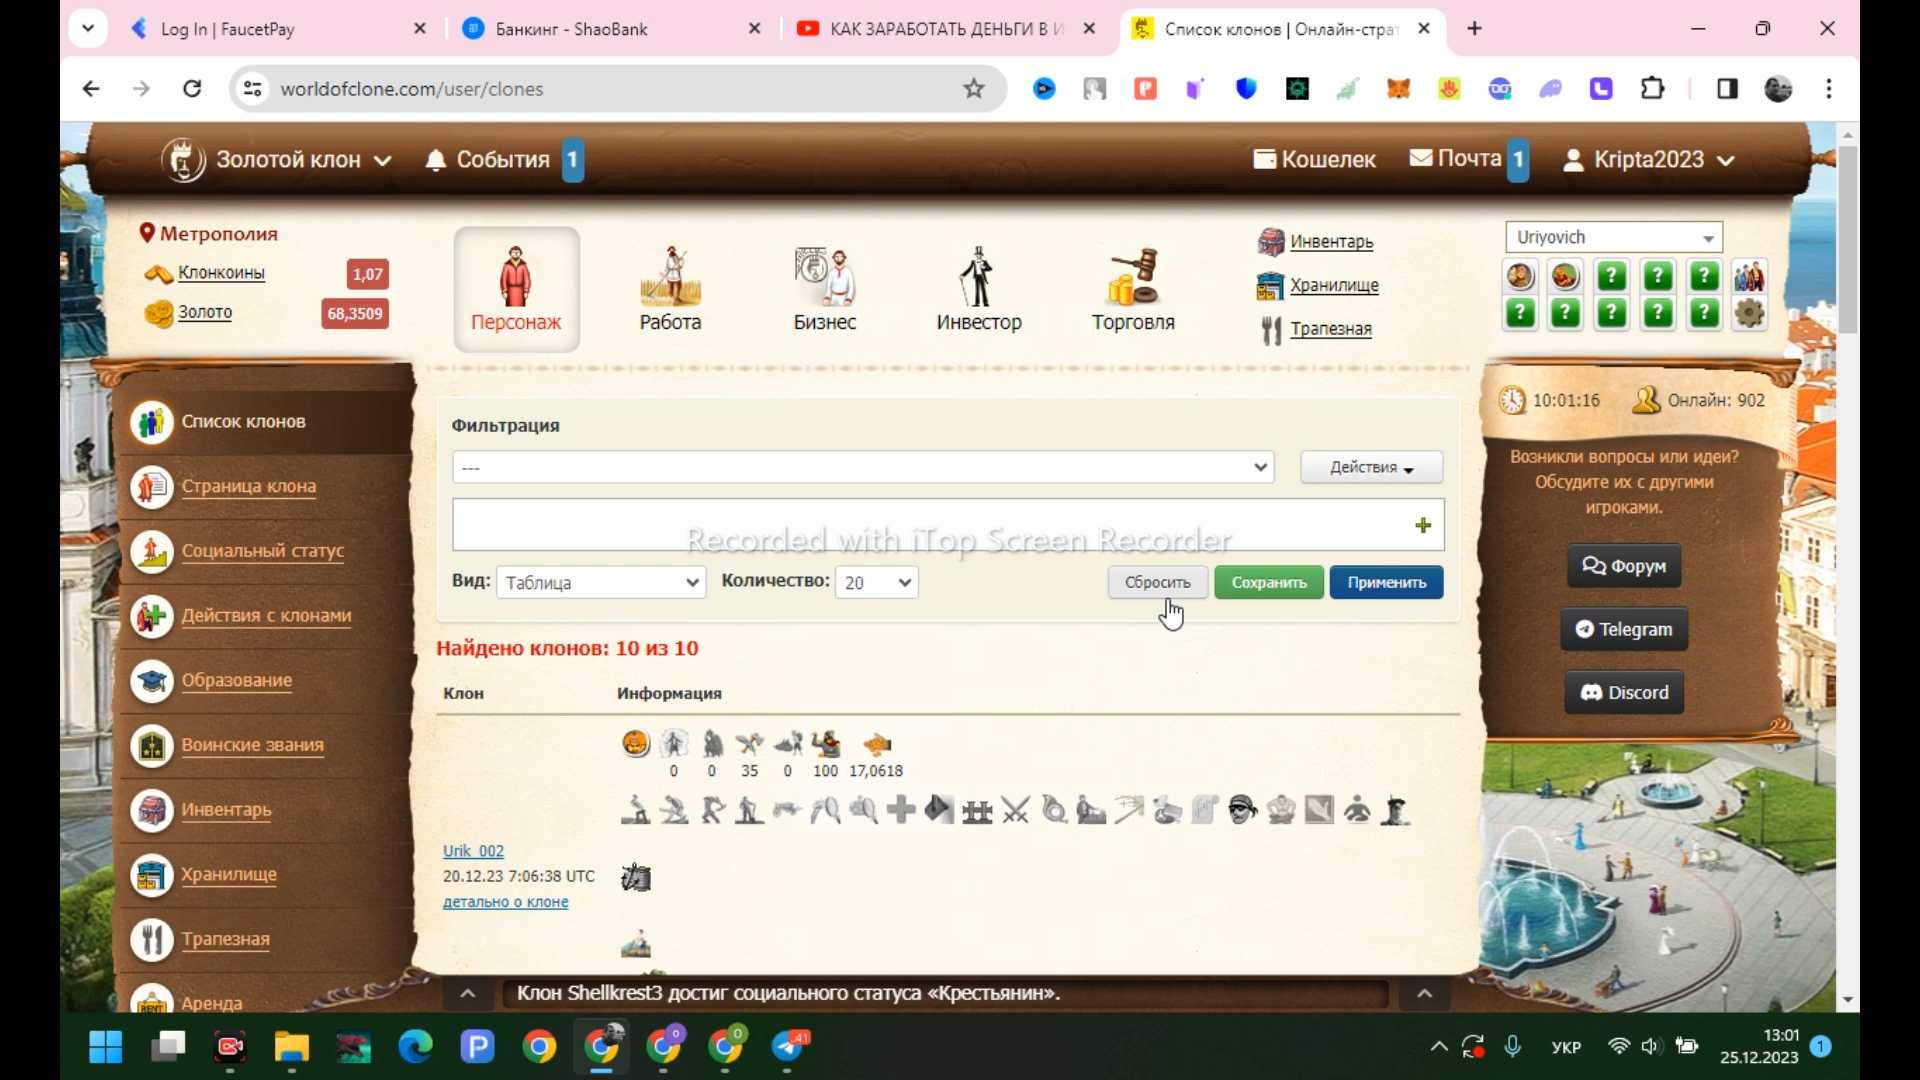 Log In | FaucetPay
Банкинг - ShaoBank
КАК ЗАРАБОТАТЬ ДЕНЬГИ В И
Список клонов | Онлайн-страт
worldofclone.com/user/clones
Золотой клон
События 1
Кошелек
Почта 1
Kripta2023
Метрополия
Клонкоины 1,07
Золото 68,3509
Персонаж
Работа
Бизнес
Инвестор
Торговля
Инвентарь
Хранилище
Трапезная
Uriyovich
? ? ?
? ? ? ? ?
Список клонов
Страница клона
Социальный статус
Действия с клонами
Образование
Воинские звания
Инвентарь
Хранилище
Трапезная
Аренда
Фильтрация
---
Действия
Recorded with iTop Screen Recorder
Вид: Таблица Количество: 20
Сбросить
Сохранить
Применить
Найдено клонов: 10 из 10
Клон Информация
0 0 35 0 100 17,0618
Urik_002
20.12.23 7:06:38 UTC
детально о клоне
Клон Shellkrest3 достиг социального статуса «Крестьянин».
10:01:16 Онлайн: 902
Возникли вопросы или идеи?
Обсудите их с другими
игроками.
Форум
Telegram
Discord
41
УКР
13:01
25.12.2023
1